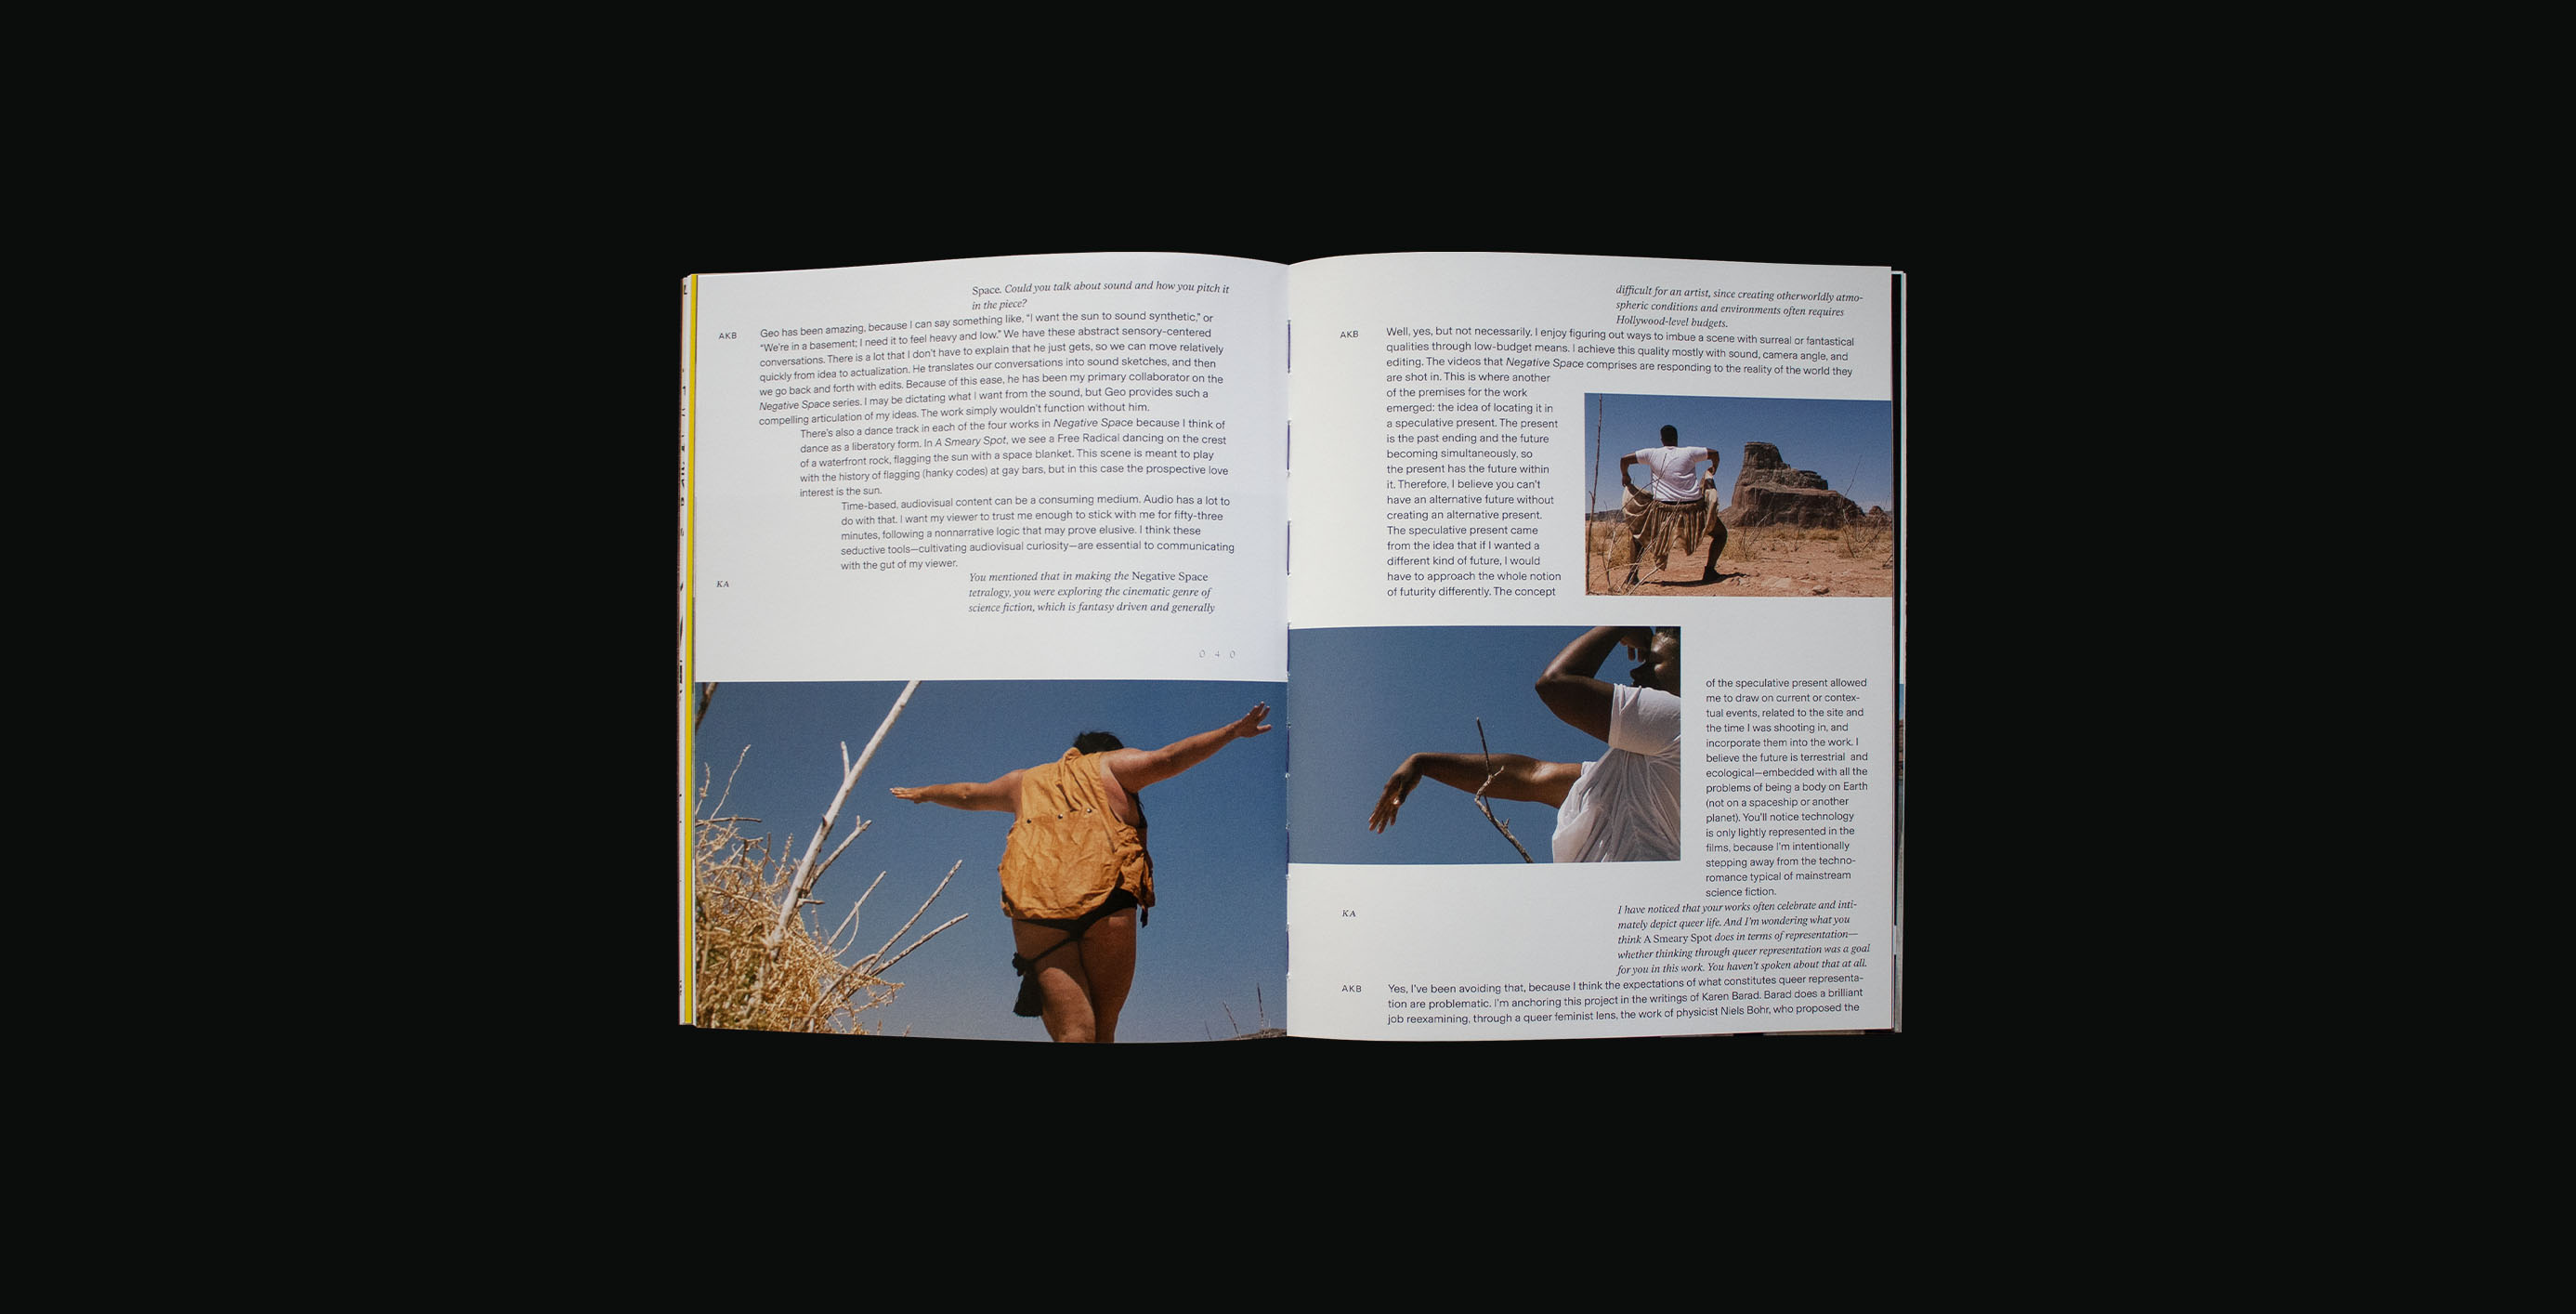 Space. Could you talk about sound and how you pitch it
in the piece?
AKB
Geo has been amazing, because I can say something like, “I want the sun to sound synthetic,” or
“We’re in a basement; I need it to feel heavy and low.” We have these abstract sensory-centered
conversations. There is a lot that I don’t have to explain that he just gets, so we can move relatively
quickly from idea to actualization. He translates our conversations into sound sketches, and then
we go back and forth with edits. Because of this ease, he has been my primary collaborator on the
Negative Space series. I may be dictating what I want from the sound, but Geo provides such a
compelling articulation of my ideas. The work simply wouldn’t function without him.
There’s also a dance track in each of the four works in Negative Space because I think of
dance as a liberatory form. In A Smeary Spot, we see a Free Radical dancing on the crest
of a waterfront rock, flagging the sun with a space blanket. This scene is meant to play
with the history of flagging (hanky codes) at gay bars, but in this case the prospective love
interest is the sun.
Time-based, audiovisual content can be a consuming medium. Audio has a lot to
do with that. I want my viewer to trust me enough to stick with me for fifty-three
minutes, following a nonnarrative logic that may prove elusive. I think these
seductive tools—cultivating audiovisual curiosity—are essential to communicating
with the gut of my viewer.
KA
You mentioned that in making the Negative Space
tetralogy, you were exploring the cinematic genre of
science fiction, which is fantasy driven and generally
0 4 0
difficult for an artist, since creating otherworldly atmo-
spheric conditions and environments often requires
Hollywood-level budgets.
AKB
Well, yes, but not necessarily. I enjoy figuring out ways to imbue a scene with surreal or fantastical
qualities through low-budget means. I achieve this quality mostly with sound, camera angle, and
editing. The videos that Negative Space comprises are responding to the reality of the world they
are shot in. This is where another
of the premises for the work
emerged: the idea of locating it in
a speculative present. The present
is the past ending and the future
becoming simultaneously, so
the present has the future within
it. Therefore, I believe you can’t
have an alternative future without
creating an alternative present.
The speculative present came
from the idea that if I wanted a
different kind of future, I would
have to approach the whole notion
of futurity differently. The concept
of the speculative present allowed
me to draw on current or contex-
tual events, related to the site and
the time I was shooting in, and
incorporate them into the work. I
believe the future is terrestrial and
ecological—embedded with all the
problems of being a body on Earth
(not on a spaceship or another
planet). You’ll notice technology
is only lightly represented in the
films, because I’m intentionally
stepping away from the techno-
romance typical of mainstream
science fiction.
KA
I have noticed that your works often celebrate and inti-
mately depict queer life. And I’m wondering what you
think A Smeary Spot does in terms of representation—
whether thinking through queer representation was a goal
for you in this work. You haven’t spoken about that at all.
AKB
Yes, I’ve been avoiding that, because I think the expectations of what constitutes queer representa-
tion are problematic. I’m anchoring this project in the writings of Karen Barad. Barad does a brilliant
job reexamining, through a queer feminist lens, the work of physicist Niels Bohr, who proposed the